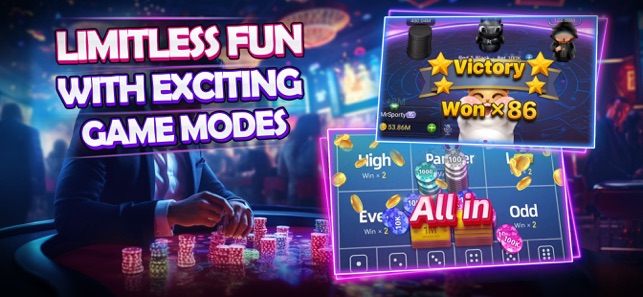 LIMITLESS FUN
WITH EXCITING
GAME MODES
Victory
Won × 86
MrSporty
53.86M
High
Win × 2
All in
Even
Win × 2
Odd
Win × 2
100K